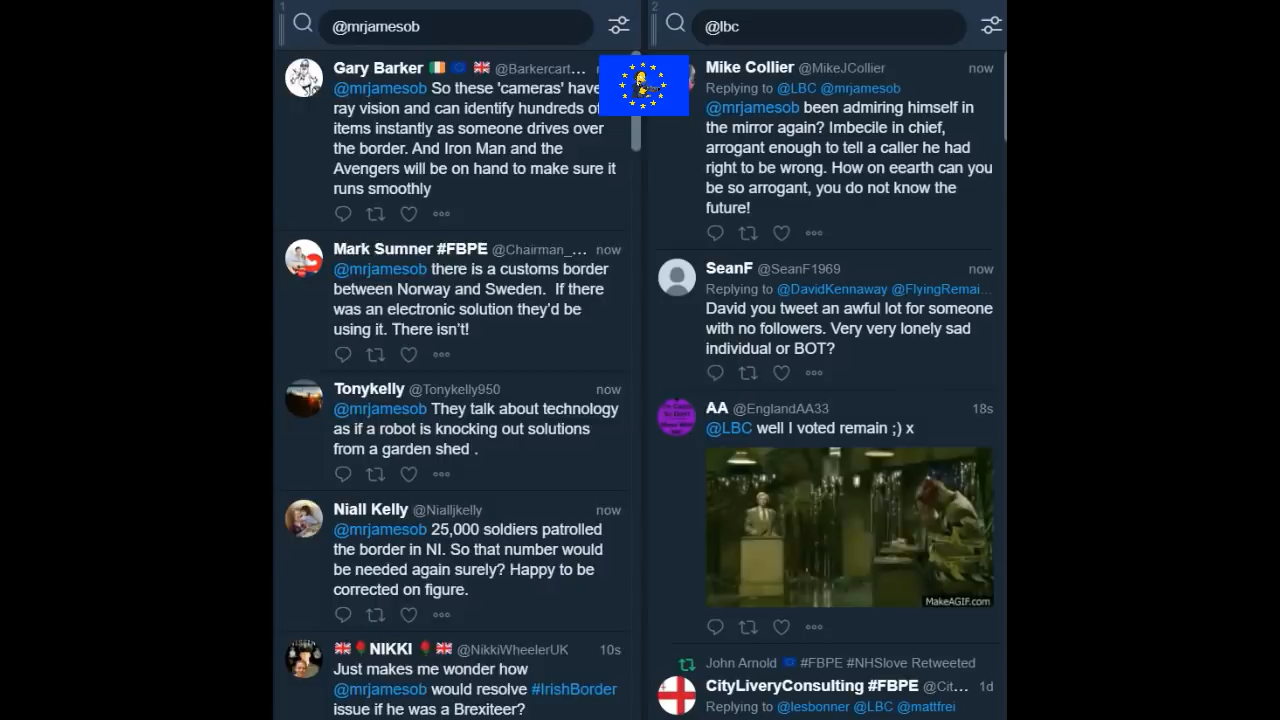 1
@mrjamesob
Gary Barker @Barkercart...
@mrjamesob So these 'cameras' have
ray vision and can identify hundreds of
items instantly as someone drives over
the border. And Iron Man and the
Avengers will be on hand to make sure it
runs smoothly
Mark Sumner #FBPE @Chairman_... now
@mrjamesob there is a customs border
between Norway and Sweden. If there
was an electronic solution they'd be
using it. There isn't!
Tonykelly @Tonykelly950 now
@mrjamesob They talk about technology
as if a robot is knocking out solutions
from a garden shed .
Niall Kelly @Nialljkelly now
@mrjamesob 25,000 soldiers patrolled
the border in NI. So that number would
be needed again surely? Happy to be
corrected on figure.
NIKKI @NikkiWheelerUK 10s
Just makes me wonder how
@mrjamesob would resolve #IrishBorder
issue if he was a Brexiteer?
2
@lbc
Mike Collier @MikeJCollier now
Replying to @LBC @mrjamesob
@mrjamesob been admiring himself in
the mirror again? Imbecile in chief,
arrogant enough to tell a caller he had
right to be wrong. How on eearth can you
be so arrogant, you do not know the
future!
SeanF @SeanF1969 now
Replying to @DavidKennaway @FlyingRemai...
David you tweet an awful lot for someone
with no followers. Very very lonely sad
individual or BOT?
AA @EnglandAA33 18s
@LBC well I voted remain ;) x
MakeAGIF.com
John Arnold #FBPE #NHSlove Retweeted
CityLiveryConsulting #FBPE @Cit... 1d
Replying to @lesbonner @LBC @mattfrei